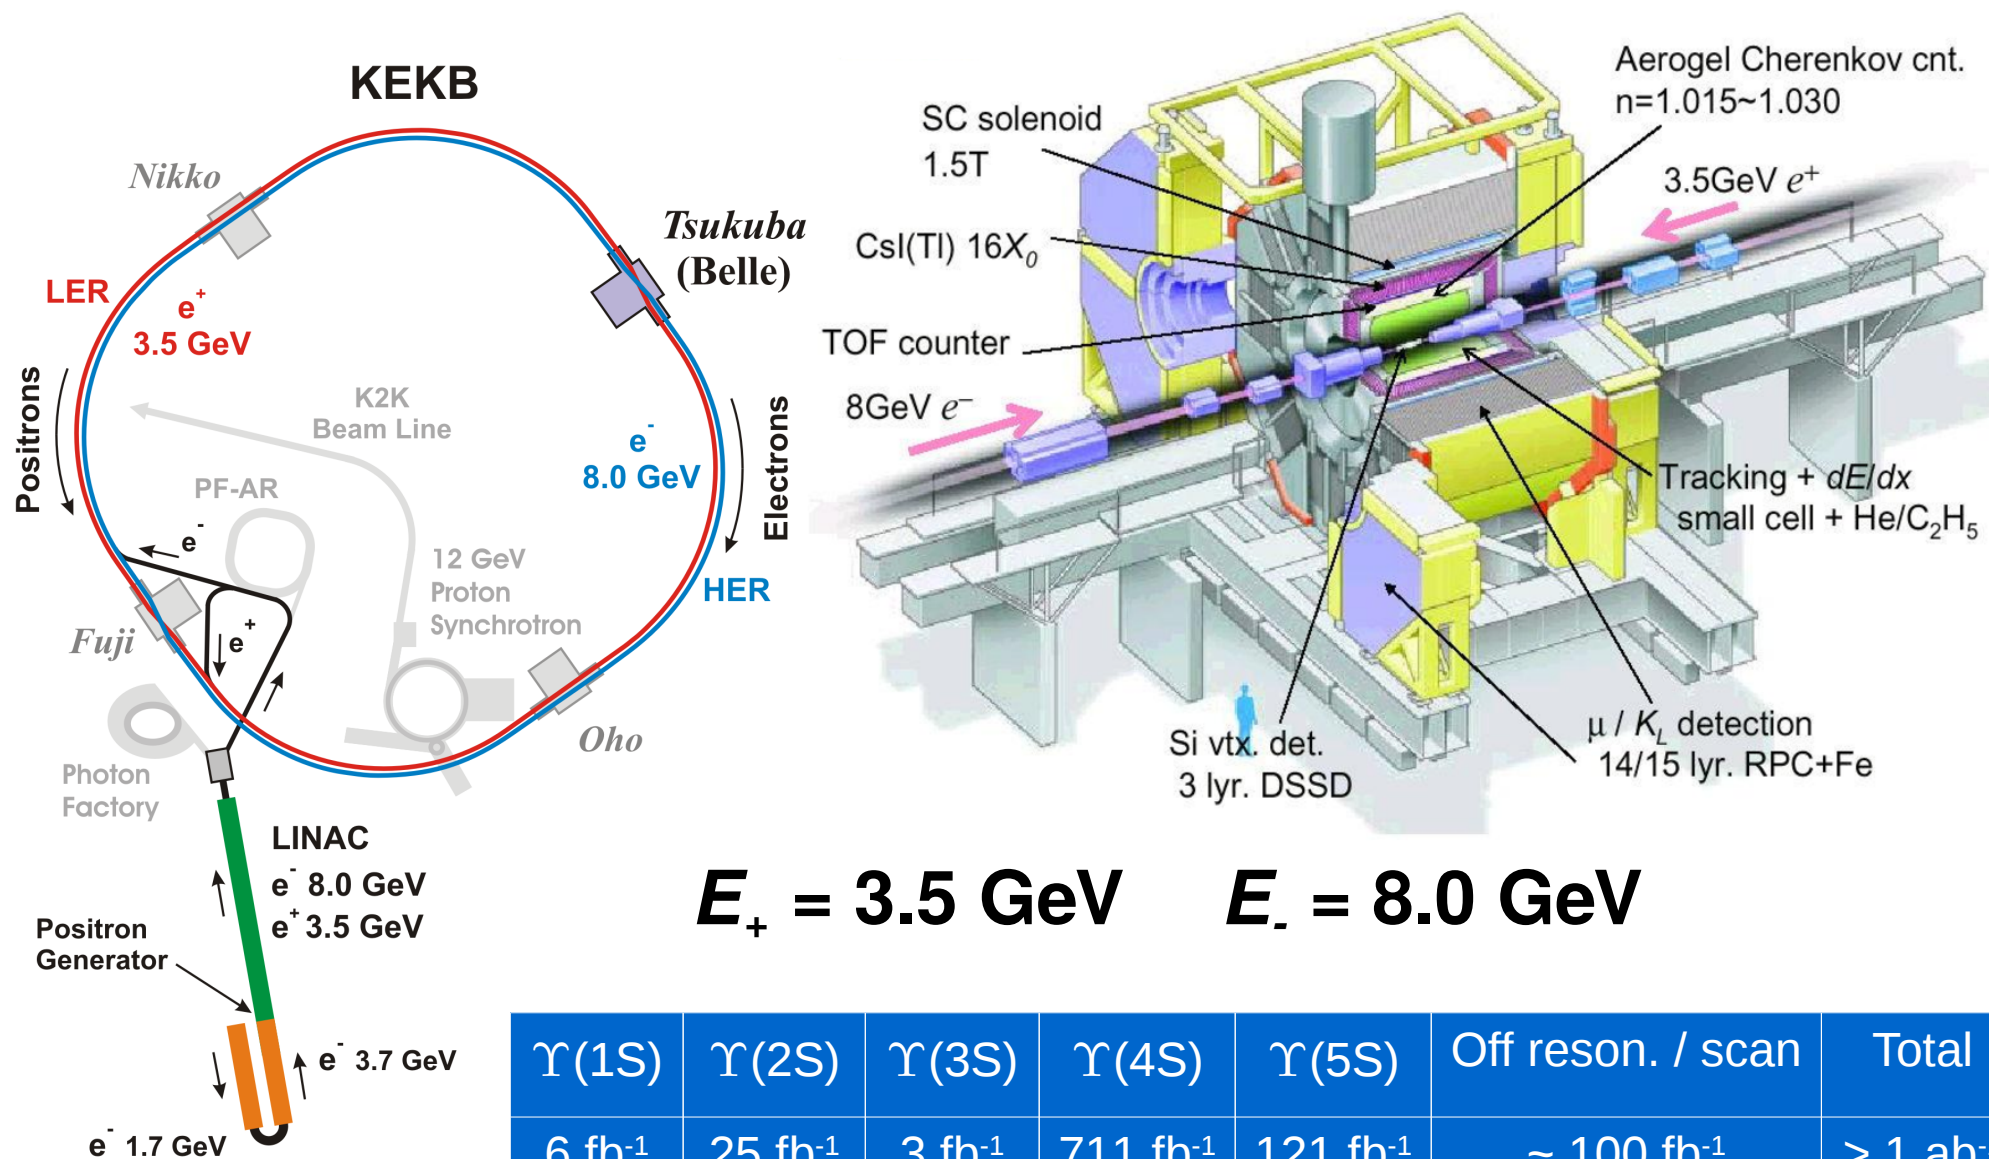 KEKB
Nikko
Tsukuba
(Belle)
LER
e+
3.5 GeV
Positrons
K2K
Beam Line
e-
8.0 GeV
Electrons
PF-AR
e-
12 GeV
Proton
Synchrotron
HER
e+
Fuji
Oho
Photon
Factory
LINAC
e- 8.0 GeV
e+ 3.5 GeV
Positron
Generator
e- 3.7 GeV
e- 1.7 GeV
Aerogel Cherenkov cnt.
n=1.015~1.030
SC solenoid
1.5T
3.5GeV e+
CsI(Tl) 16X₀
TOF counter
8GeV e−
Tracking + dE/dx
small cell + He/C₂H₅
μ / K_L detection
14/15 lyr. RPC+Fe
Si vtx. det.
3 lyr. DSSD
E₊ = 3.5 GeV E₋ = 8.0 GeV
ϒ(1S) ϒ(2S) ϒ(3S) ϒ(4S) ϒ(5S) Off reson. / scan Total
6 fb⁻¹ 25 fb⁻¹ 3 fb⁻¹ 711 fb⁻¹ 121 fb⁻¹ ~ 100 fb⁻¹ > 1 ab⁻